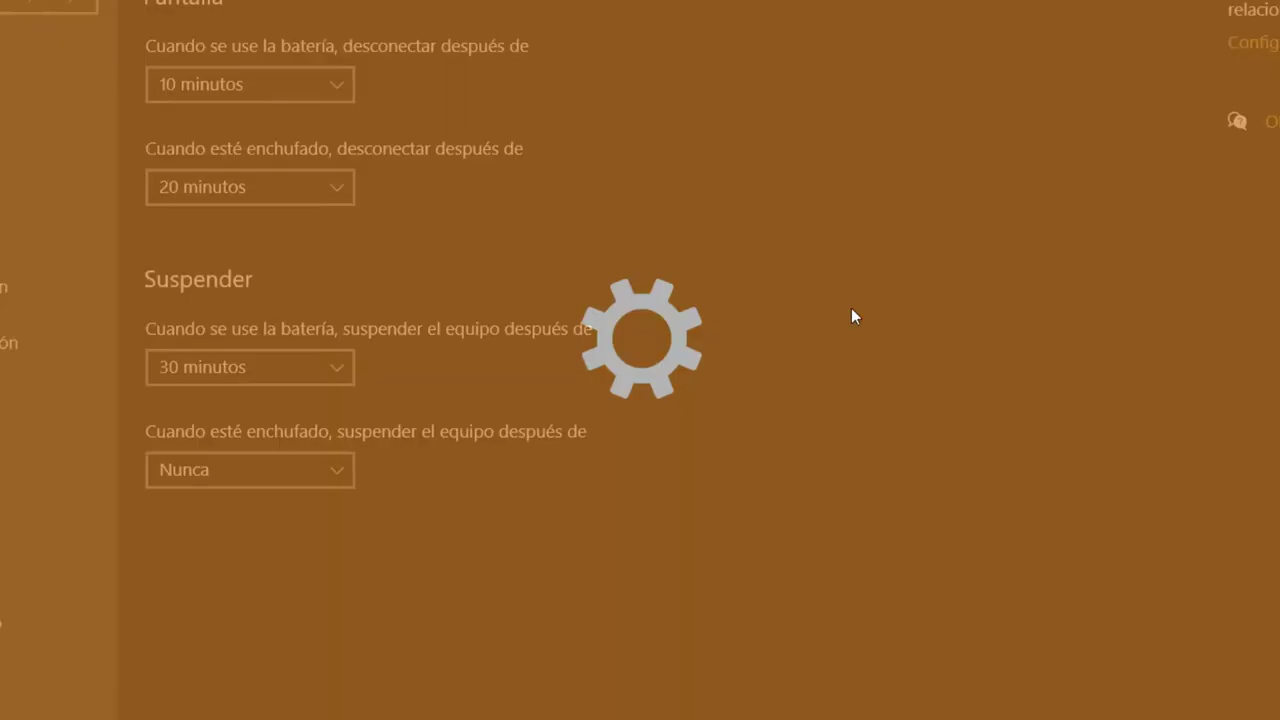 Pantalla
relacio
Cuando se use la batería, desconectar después de
Config
10 minutos
Cuando esté enchufado, desconectar después de
20 minutos
Suspender
Cuando se use la batería, suspender el equipo después de
30 minutos
ón
Cuando esté enchufado, suspender el equipo después de
Nunca